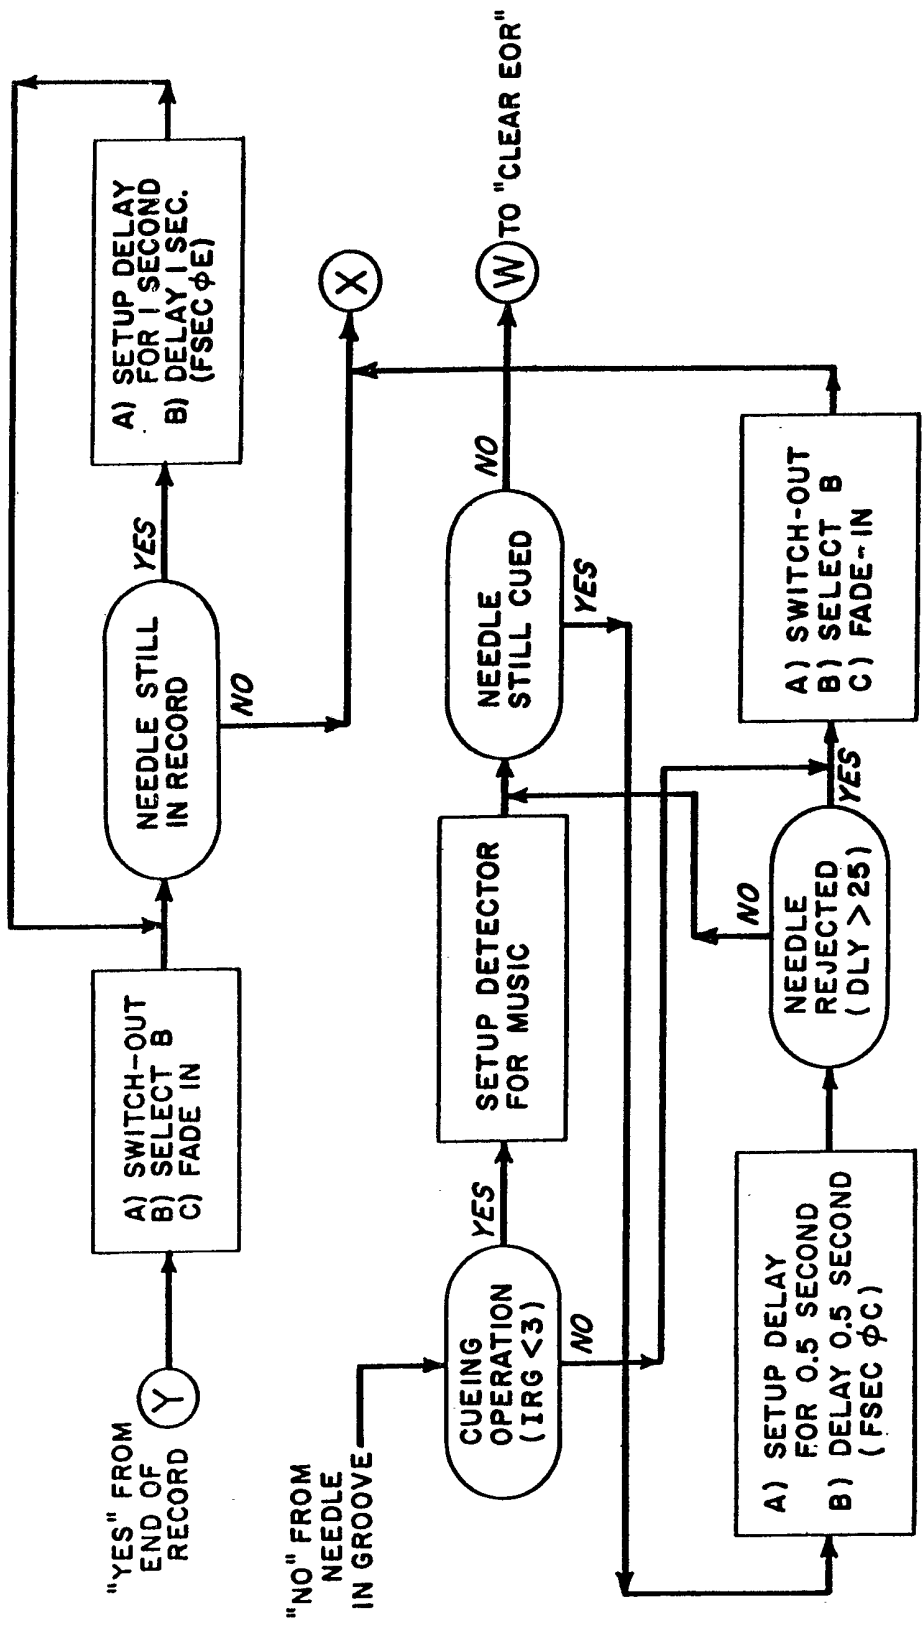 "YES" FROM
END OF
RECORD
Y
A) SWITCH-OUT
B) SELECT B
C) FADE IN
NEEDLE STILL
IN RECORD
YES
NO
A) SETUP DELAY
FOR 1 SECOND
B) DELAY 1 SEC.
(FSEC ϕE)
X
"NO" FROM
NEEDLE
IN GROOVE
CUEING
OPERATION
(IRG <3)
YES
NO
SETUP DETECTOR
FOR MUSIC
NEEDLE
STILL CUED
NO
YES
W TO "CLEAR EOR"
A) SETUP DELAY
FOR 0.5 SECOND
B) DELAY 0.5 SECOND
(FSEC ϕC)
NEEDLE
REJECTED
(DLY > 25)
NO
YES
A) SWITCH-OUT
B) SELECT B
C) FADE-IN